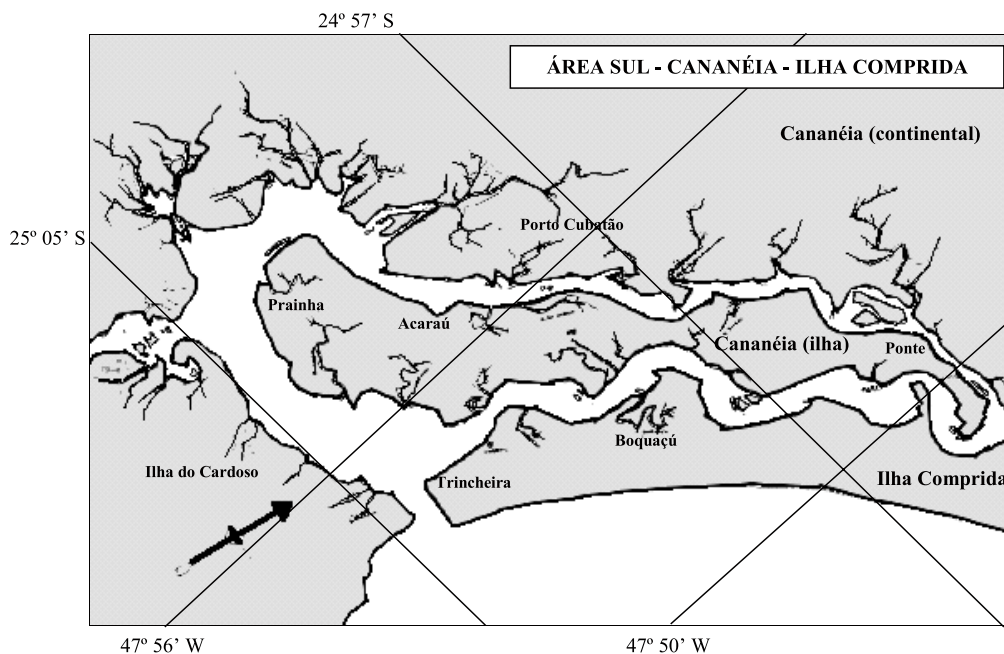 24º 57’ S
ÁREA SUL - CANANÉIA - ILHA COMPRIDA
Cananéia (continental)
Porto Cubatão
25º 05’ S
Prainha
Acaraú
Cananéia (ilha)
Ponte
Boquaçú
Ilha do Cardoso
Trincheira
Ilha Comprida
47º 56’ W
47º 50’ W